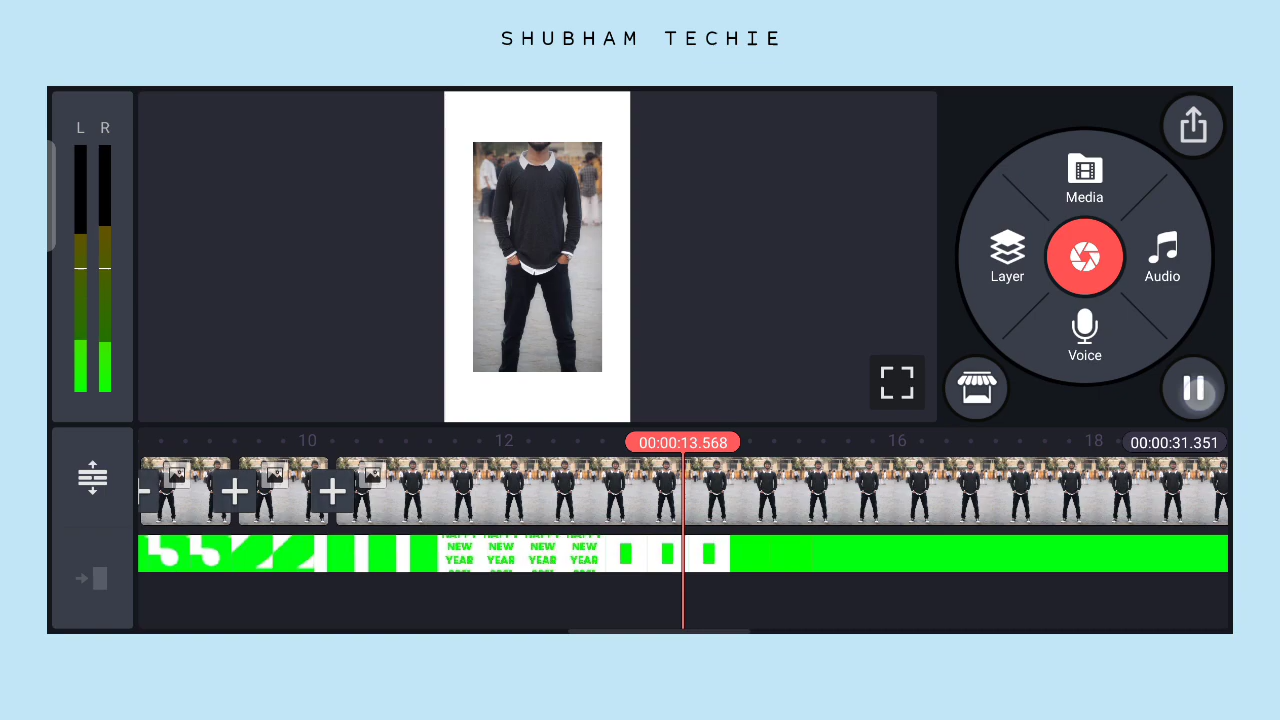 SHUBHAM TECHIE
L R
Media
Layer
Audio
Voice
10
12
00:00:13.568
16
18
00:00:31.351
NEW NEW NEW NEW
YEAR YEAR YEAR YEAR